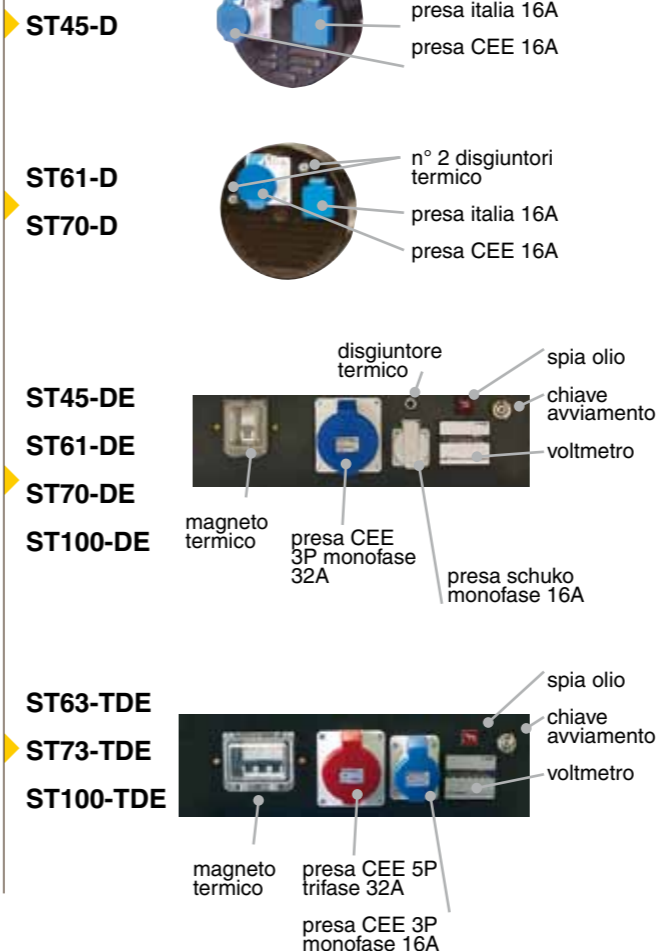 presa italia 16A
ST45-D
presa CEE 16A
ST61-D
ST70-D
n° 2 disgiuntori
termico
presa italia 16A
presa CEE 16A
ST45-DE
ST61-DE
ST70-DE
ST100-DE
disgiuntore
termico
spia olio
chiave
avviamento
voltmetro
magneto
termico
presa CEE
3P monofase
32A
presa schuko
monofase 16A
ST63-TDE
ST73-TDE
ST100-TDE
spia olio
chiave
avviamento
voltmetro
magneto
termico
presa CEE 5P
trifase 32A
presa CEE 3P
monofase 16A